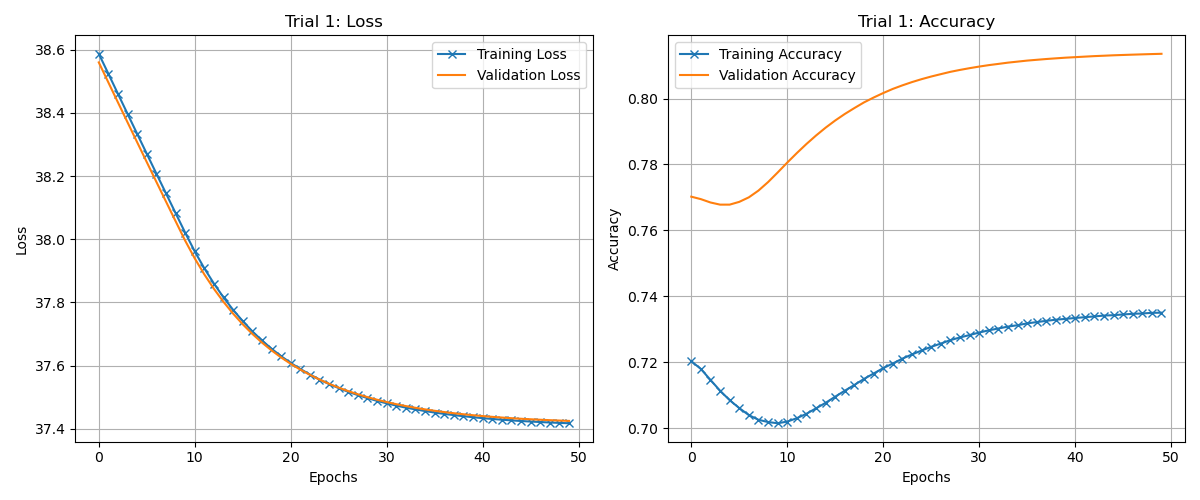 Trial 1: Loss
Training Loss
Validation Loss
38.6
38.4
38.2
38.0
37.8
37.6
37.4
Loss
0 10 20 30 40 50
Epochs
Trial 1: Accuracy
Training Accuracy
Validation Accuracy
0.80
0.78
0.76
0.74
0.72
0.70
Accuracy
0 10 20 30 40 50
Epochs